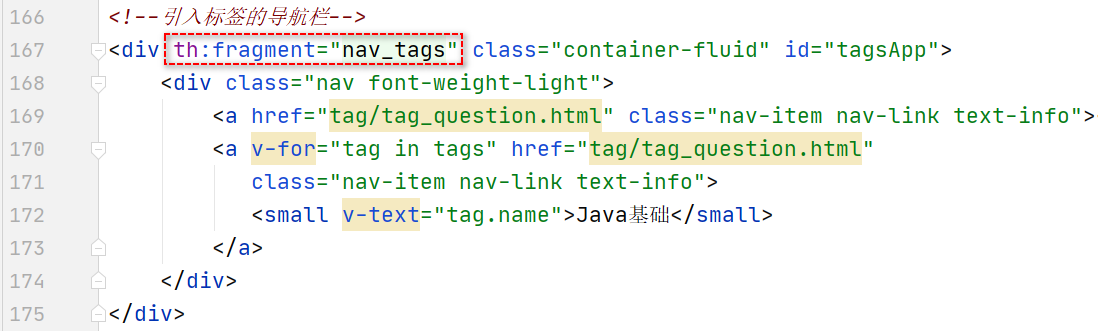 166 <!--引入标签的导航栏-->
167 <div th:fragment="nav_tags" class="container-fluid" id="tagsApp">
168 <div class="nav font-weight-light">
169 <a href="tag/tag_question.html" class="nav-item nav-link text-info">
170 <a v-for="tag in tags" href="tag/tag_question.html"
171 class="nav-item nav-link text-info">
172 <small v-text="tag.name">Java基础</small>
173 </a>
174 </div>
175 </div>